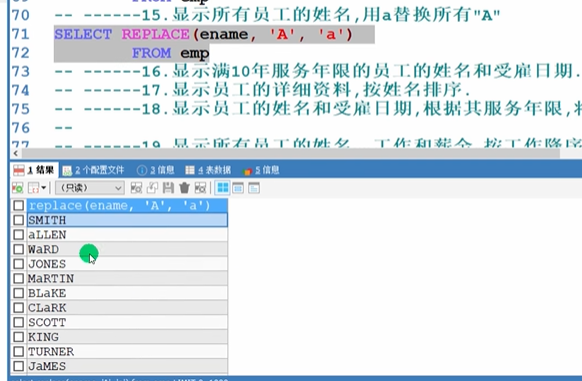 70 FROM emp
71 -- ------15.显示所有员工的姓名,用a替换所有"A"
72 SELECT REPLACE(ename, 'A', 'a')
FROM emp
73 -- ------16.显示满10年服务年限的员工的姓名和受雇日期.
74 -- ------17.显示员工的详细资料,按姓名排序.
75 -- ------18.显示员工的姓名和受雇日期,根据其服务年限,
76 --
77 -- ------19.显示所有员工的姓名、工作和薪金,按工作降序
1 结果 2 个配置文件 3 信息 4 表数据 5 信息
(只读)
replace(ename, 'A', 'a')
SMITH
aLLEN
WaRD
JONES
MaRTIN
BLaKE
CLaRK
SCOTT
KING
TURNER
JaMES